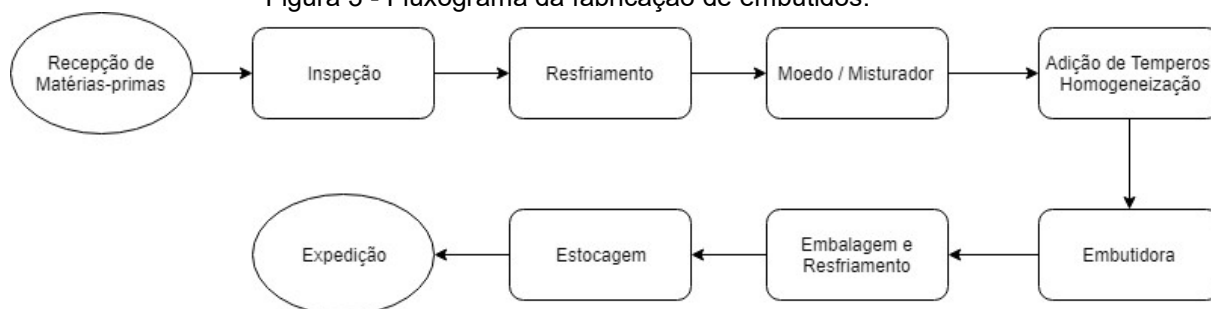 Figura - Fluxograma da fabricação de embutidos.
Recepção de
Matérias-primas
Inspeção
Resfriamento
Moedo / Misturador
Adição de Temperos
Homogeneização
Expedição
Estocagem
Embalagem e
Resfriamento
Embutidora